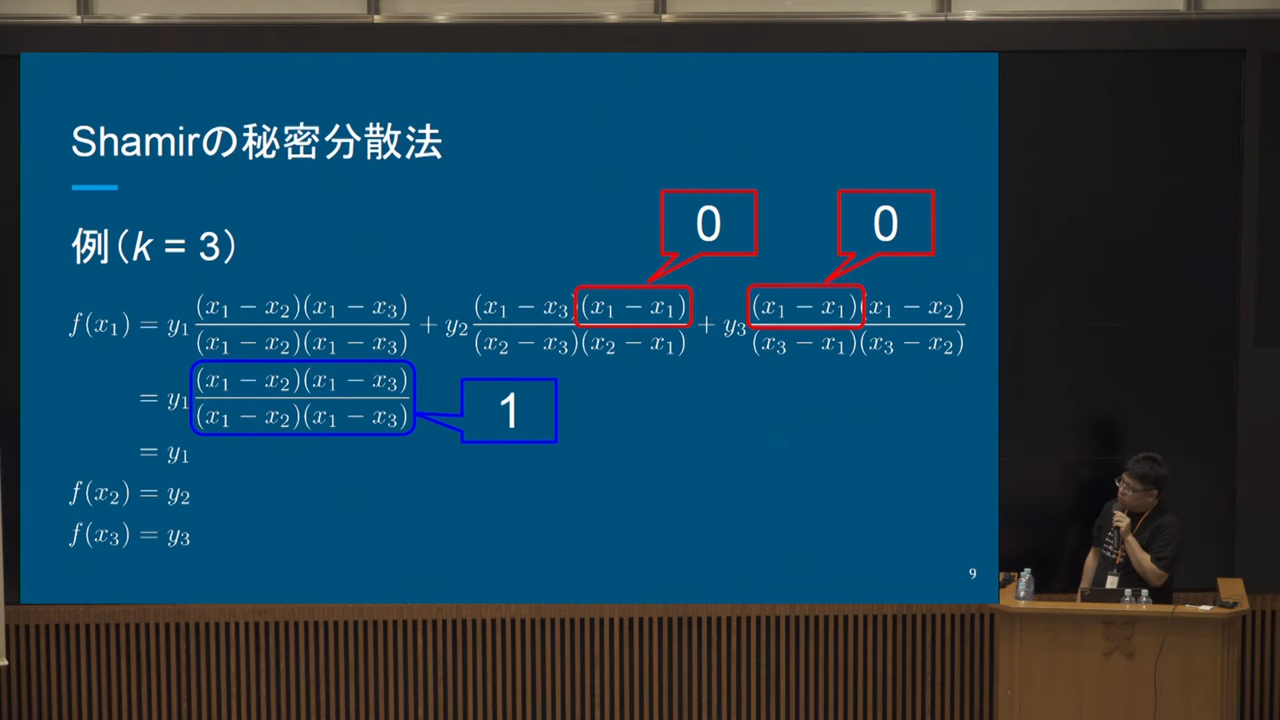 Shamirの秘密分散法
例(k = 3)
0
0
f(x₁) = y₁ (x₁ − x₂)(x₁ − x₃) / (x₁ − x₂)(x₁ − x₃) + y₂ (x₁ − x₃)(x₁ − x₁) / (x₂ − x₃)(x₂ − x₁) + y₃ (x₁ − x₁)(x₁ − x₂) / (x₃ − x₁)(x₃ − x₂)
= y₁ (x₁ − x₂)(x₁ − x₃) / (x₁ − x₂)(x₁ − x₃)
1
= y₁
f(x₂) = y₂
f(x₃) = y₃
9